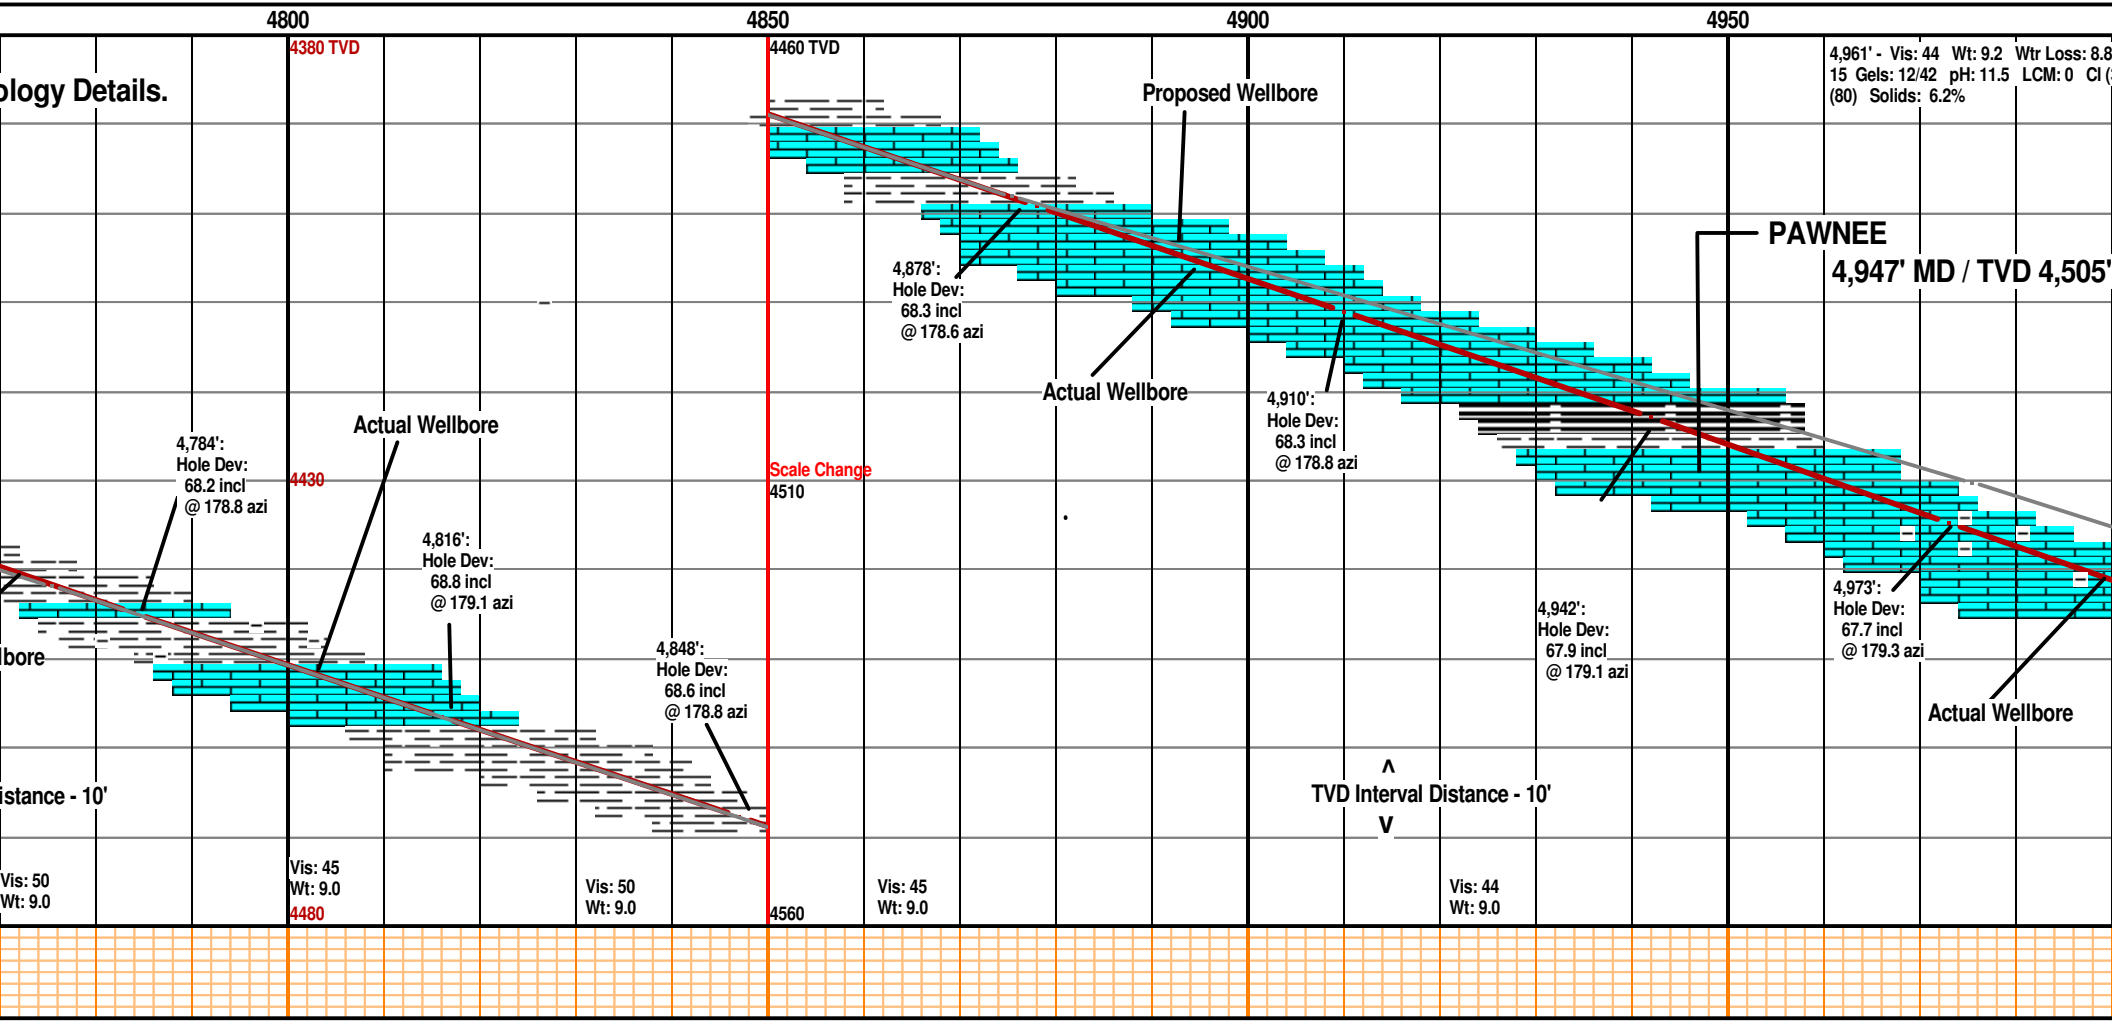 4800
4850
4900
4950
4380 TVD
4460 TVD
4,961' - Vis: 44 Wt: 9.2 Wtr Loss: 8.8
15 Gels: 12/42 pH: 11.5 LCM: 0 Cl (
(80) Solids: 6.2%
ology Details.
Proposed Wellbore
PAWNEE
4,947' MD / TVD 4,505'
4,878':
Hole Dev:
68.3 incl
@ 178.6 azi
Actual Wellbore
4,910':
Hole Dev:
68.3 incl
@ 178.8 azi
Actual Wellbore
4,784':
Hole Dev:
68.2 incl
@ 178.8 azi
4430
Scale Change
4510
4,816':
Hole Dev:
68.8 incl
@ 179.1 azi
4,848':
Hole Dev:
68.6 incl
@ 178.8 azi
4,942':
Hole Dev:
67.9 incl
@ 179.1 azi
4,973':
Hole Dev:
67.7 incl
@ 179.3 azi
lbore
Actual Wellbore
istance - 10'
^
TVD Interval Distance - 10'
v
Vis: 50
Wt: 9.0
Vis: 45
Wt: 9.0
Vis: 50
Wt: 9.0
Vis: 45
Wt: 9.0
Vis: 44
Wt: 9.0
4480
4560